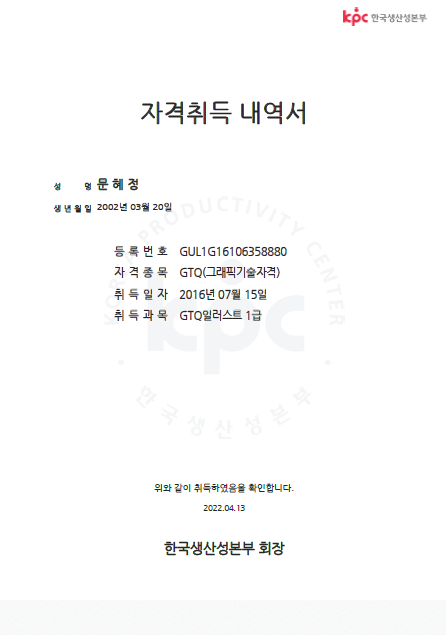 kpc 한국생산성본부
자격취득 내역서
성 명 문 혜 정
생 년 월 일 2002년 03월 20일
등 록 번 호 GUL1G16106358880
자 격 종 목 GTQ(그래픽기술자격)
취 득 일 자 2016년 07월 15일
취 득 과 목 GTQ일러스트 1급
KOREA PRODUCTIVITY CENTER
kpc
한국생산성본부
위와 같이 취득하였음을 확인합니다.
2022.04.13
한국생산성본부 회장